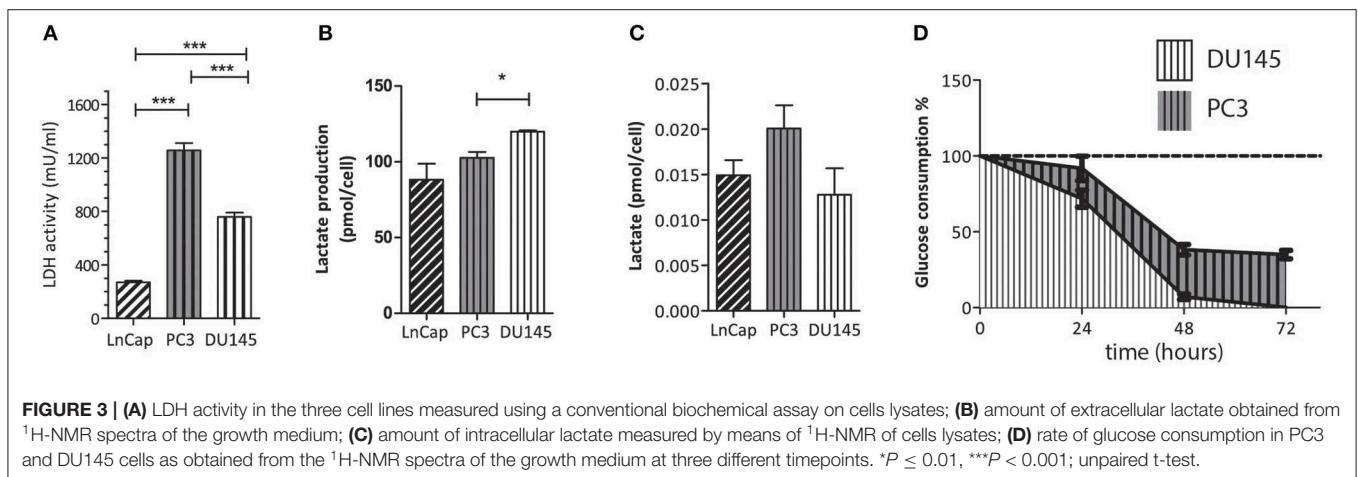 A
LDH activity (mU/ml)
1600
1200
800
400
0
***
***
***
LnCap PC3 DU145
B
Lactate production
(pmol/cell)
150
100
50
0
*
LnCap PC3 DU145
C
Lactate (pmol/cell)
0.025
0.020
0.015
0.010
0.005
0.000
LnCap PC3 DU145
D
DU145
PC3
Glucose consumption %
150
100
50
0
0 24 48 72
time (hours)
FIGURE 3 | (A) LDH activity in the three cell lines measured using a conventional biochemical assay on cells lysates; (B) amount of extracellular lactate obtained from
¹H-NMR spectra of the growth medium; (C) amount of intracellular lactate measured by means of ¹H-NMR of cells lysates; (D) rate of glucose consumption in PC3
and DU145 cells as obtained from the ¹H-NMR spectra of the growth medium at three different timepoints. *P ≤ 0.01, ***P < 0.001; unpaired t-test.